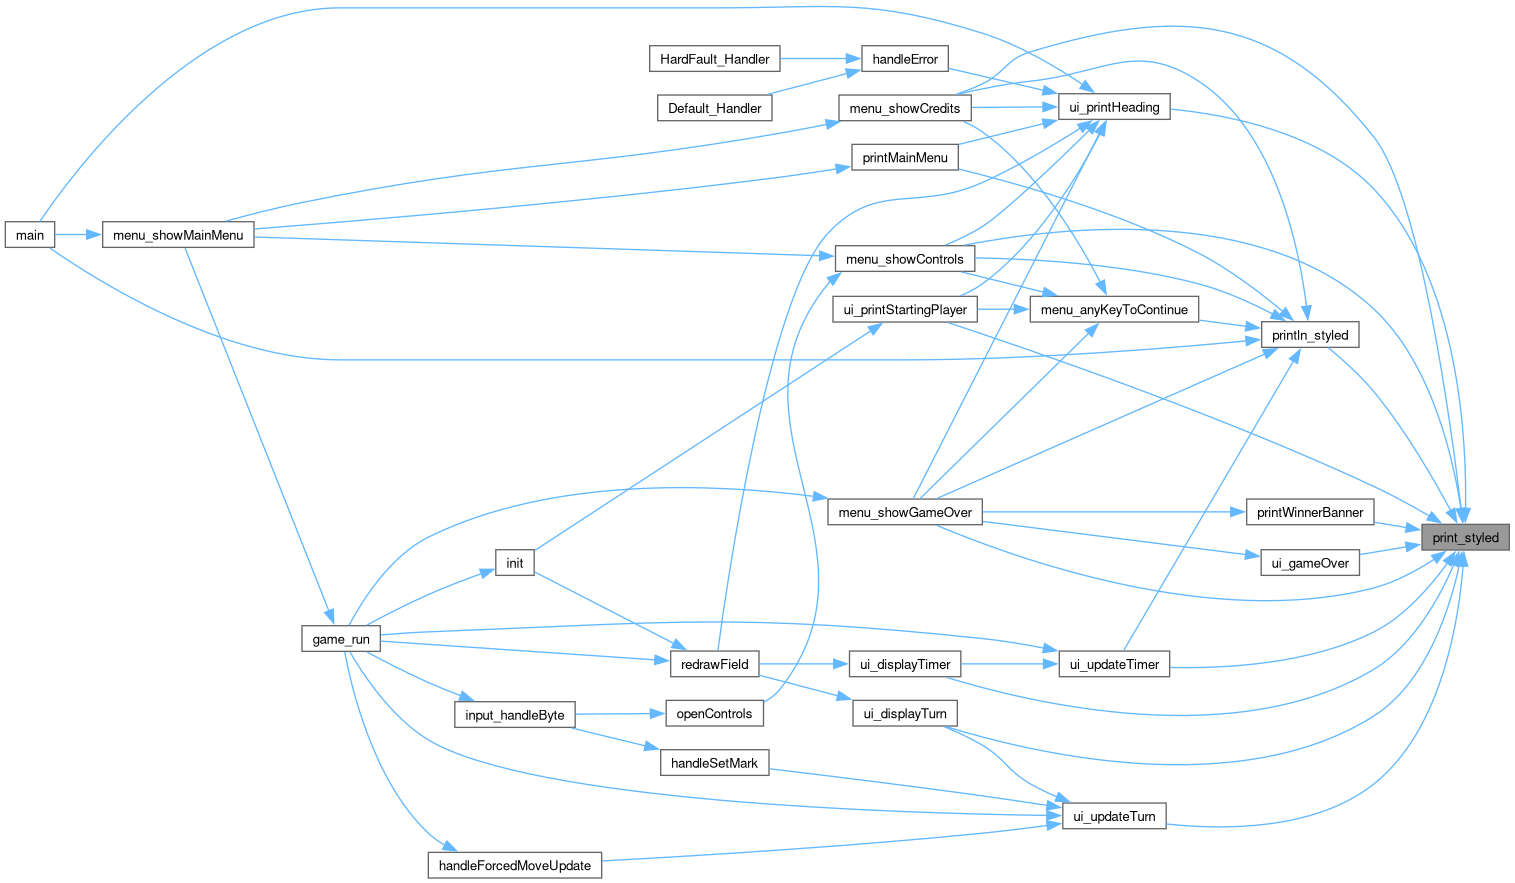 HardFault_Handler
handleError
Default_Handler
menu_showCredits
ui_printHeading
printMainMenu
main
menu_showMainMenu
menu_showControls
ui_printStartingPlayer
menu_anyKeyToContinue
println_styled
menu_showGameOver
printWinnerBanner
print_styled
init
ui_gameOver
game_run
redrawField
ui_displayTimer
ui_updateTimer
input_handleByte
openControls
ui_displayTurn
handleSetMark
ui_updateTurn
handleForcedMoveUpdate